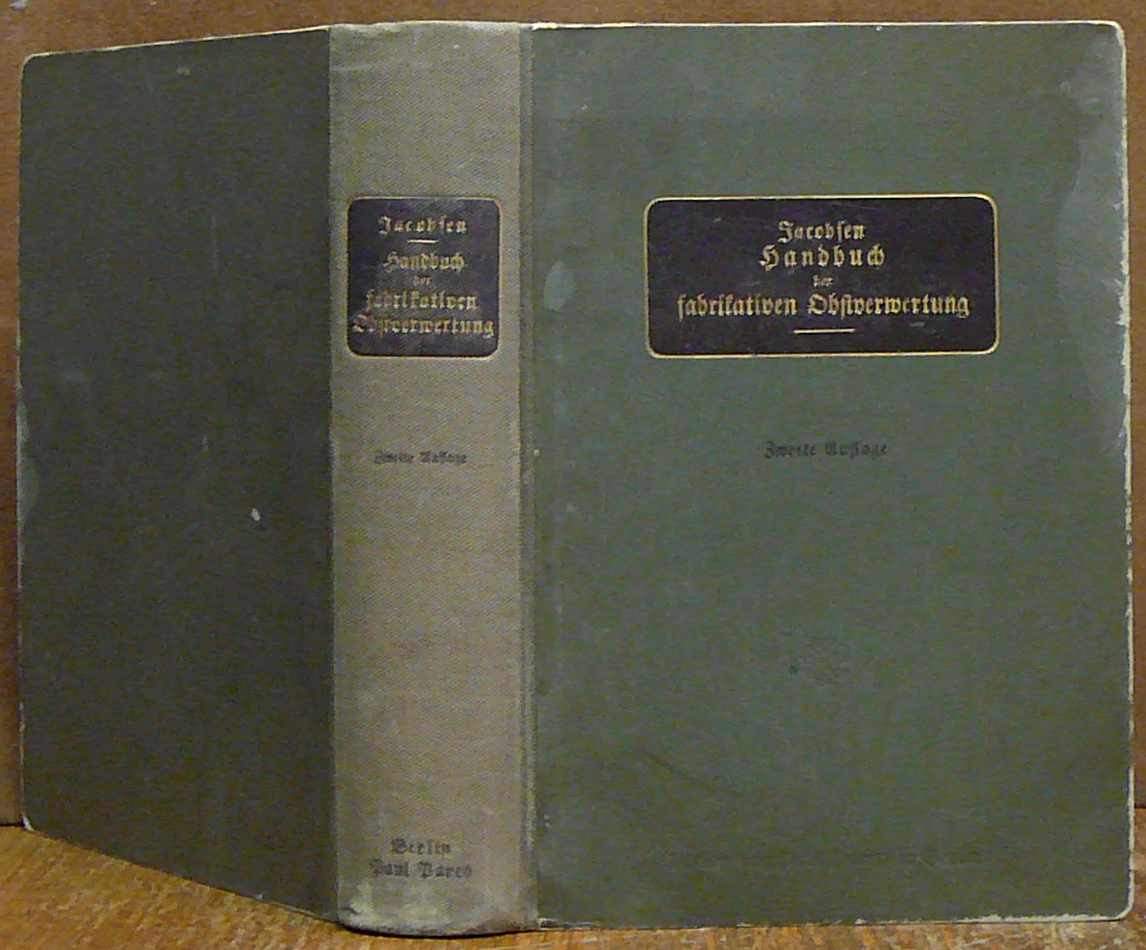 Jacobsen
Handbuch
der
fabrikativen
Obstverwertung
Zweite Auflage
Berlin
Paul Parey
Jacobsen
Handbuch
der
fabrikativen Obstverwertung
Zweite Auflage